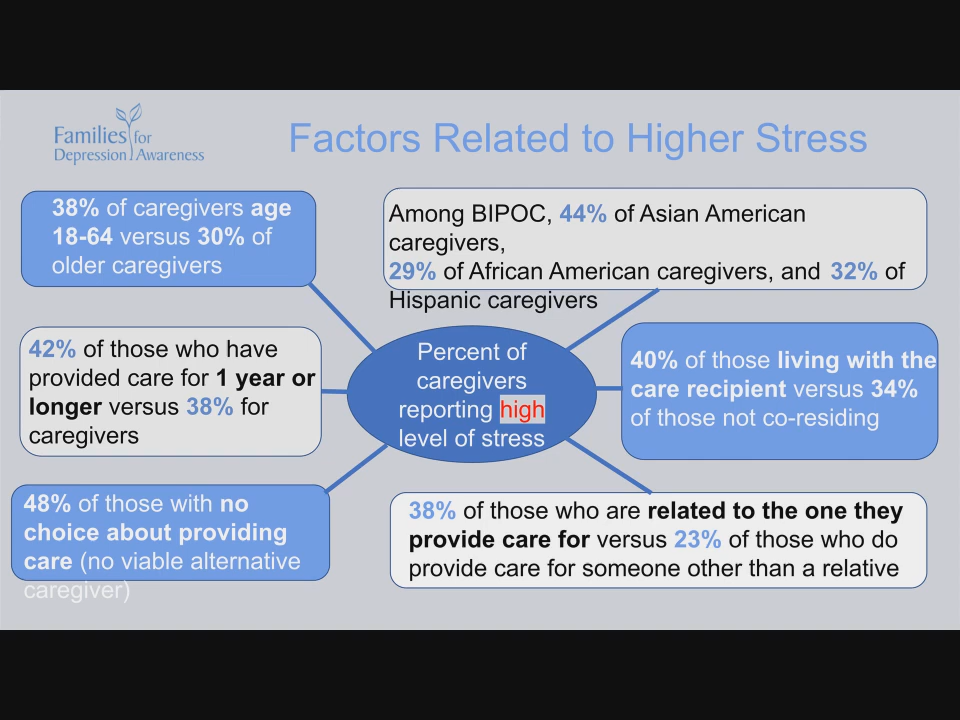 Families for
Depression Awareness
Factors Related to Higher Stress
38% of caregivers age
18-64 versus 30% of
older caregivers
Among BIPOC, 44% of Asian American
caregivers,
29% of African American caregivers, and 32% of
Hispanic caregivers
42% of those who have
provided care for 1 year or
longer versus 38% for
caregivers
Percent of
caregivers
reporting high
level of stress
40% of those living with the
care recipient versus 34%
of those not co-residing
48% of those with no
choice about providing
care (no viable alternative
caregiver)
38% of those who are related to the one they
provide care for versus 23% of those who do
provide care for someone other than a relative